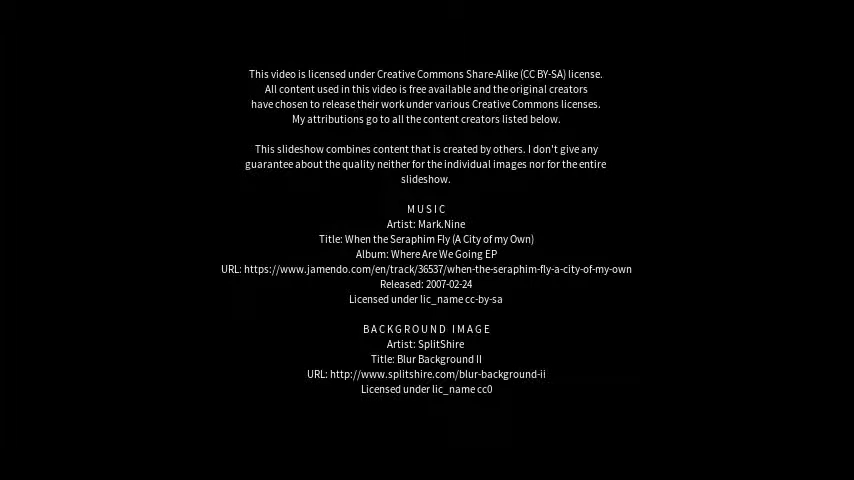 This video is licensed under Creative Commons Share-Alike (CC BY-SA) license.
All content used in this video is free available and the original creators
have chosen to release their work under various Creative Commons licenses.
My attributions go to all the content creators listed below.
This slideshow combines content that is created by others. I don't give any
guarantee about the quality neither for the individual images nor for the entire
slideshow.
MUSIC
Artist: Mark.Nine
Title: When the Seraphim Fly (A City of my Own)
Album: Where Are We Going EP
URL: https://www.jamendo.com/en/track/36537/when-the-seraphim-fly-a-city-of-my-own
Released: 2007-02-24
Licensed under lic_name cc-by-sa
BACKGROUND IMAGE
Artist: SplitShire
Title: Blur Background II
URL: http://www.splitshire.com/blur-background-ii
Licensed under lic_name cc0